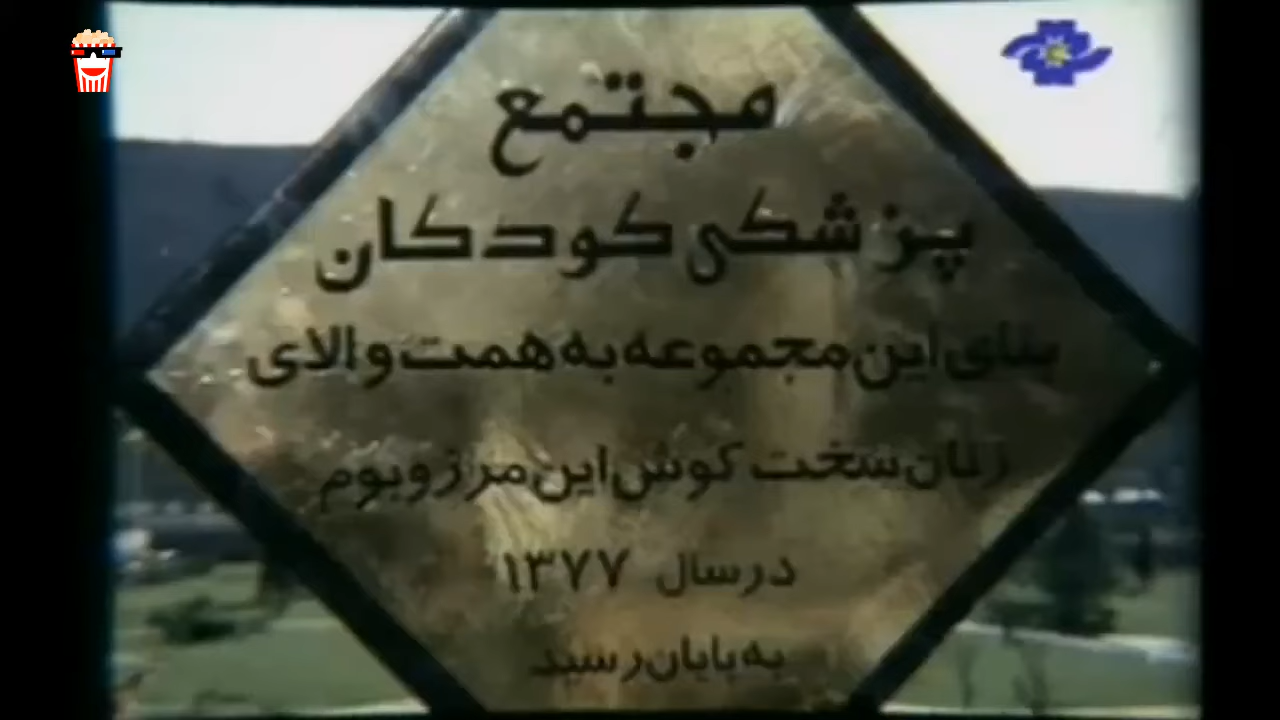 مجتمع
پزشکی کودکان
بنای این مجموعه به همت والای
زنان سخت کوش این مرز و بوم
در سال ۱۳۷۷
به پایان رسید